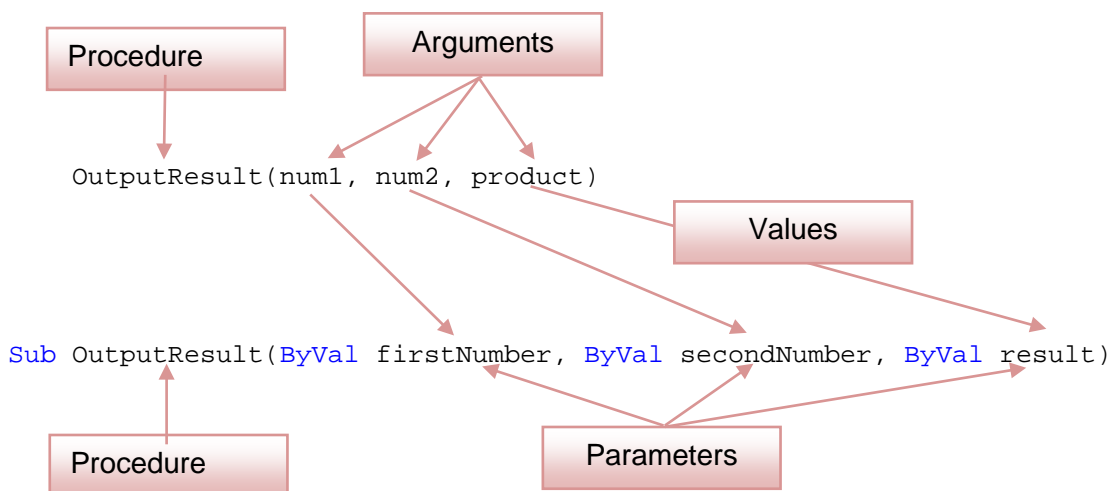 Procedure
Arguments
OutputResult(num1, num2, product)
Values
Sub OutputResult(ByVal firstNumber, ByVal secondNumber, ByVal result)
Procedure
Parameters